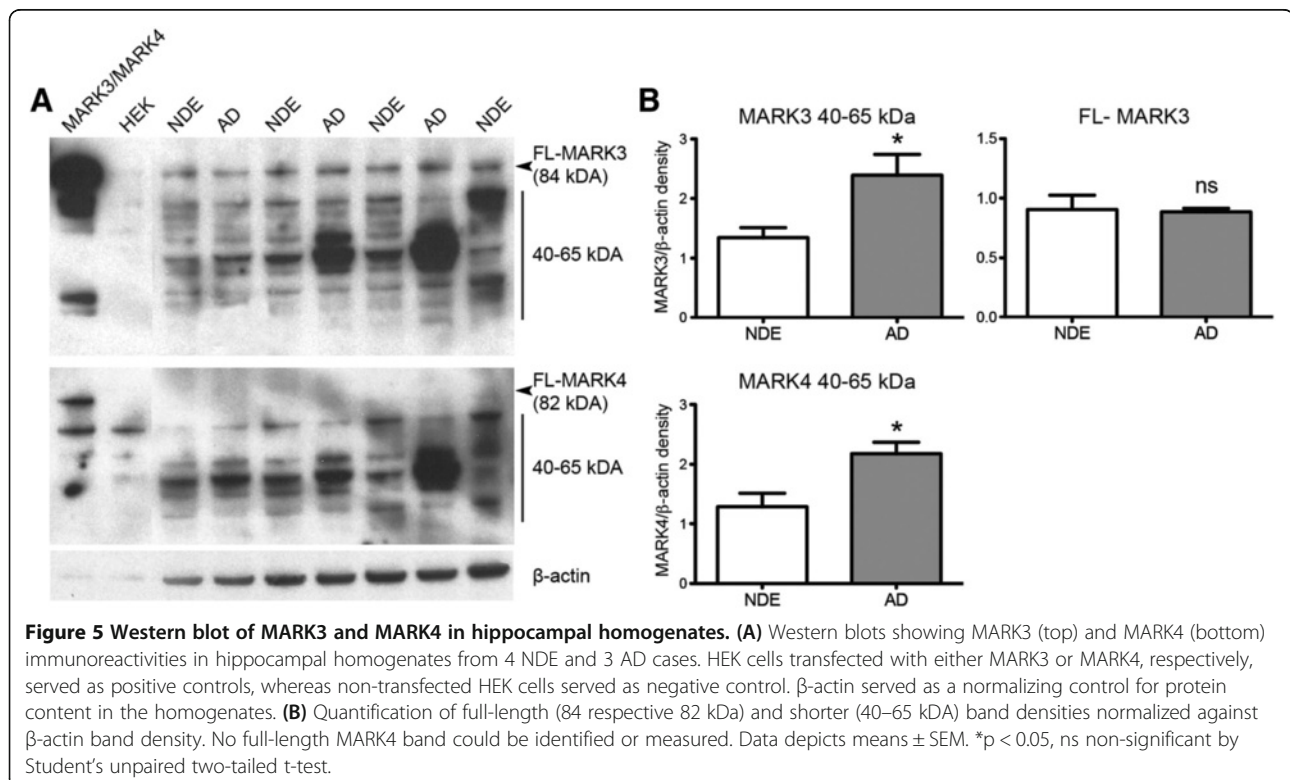 A
MARK3/MARK4
HEK
NDE
AD
NDE
AD
NDE
AD
NDE
FL-MARK3
(84 kDA)
40-65 kDA
FL-MARK4
(82 kDA)
40-65 kDA
β-actin
B
MARK3 40-65 kDa
MARK3/β-actin density
3
2
1
0
*
NDE
AD
FL- MARK3
1.5
1.0
0.5
0.0
ns
NDE
AD
MARK4 40-65 kDa
MARK4/β-actin density
3
2
1
0
*
NDE
AD
Figure 5 Western blot of MARK3 and MARK4 in hippocampal homogenates. (A) Western blots showing MARK3 (top) and MARK4 (bottom)
immunoreactivities in hippocampal homogenates from 4 NDE and 3 AD cases. HEK cells transfected with either MARK3 or MARK4, respectively,
served as positive controls, whereas non-transfected HEK cells served as negative control. β-actin served as a normalizing control for protein
content in the homogenates. (B) Quantification of full-length (84 respective 82 kDa) and shorter (40–65 kDA) band densities normalized against
β-actin band density. No full-length MARK4 band could be identified or measured. Data depicts means ± SEM. *p < 0.05, ns non-significant by
Student's unpaired two-tailed t-test.